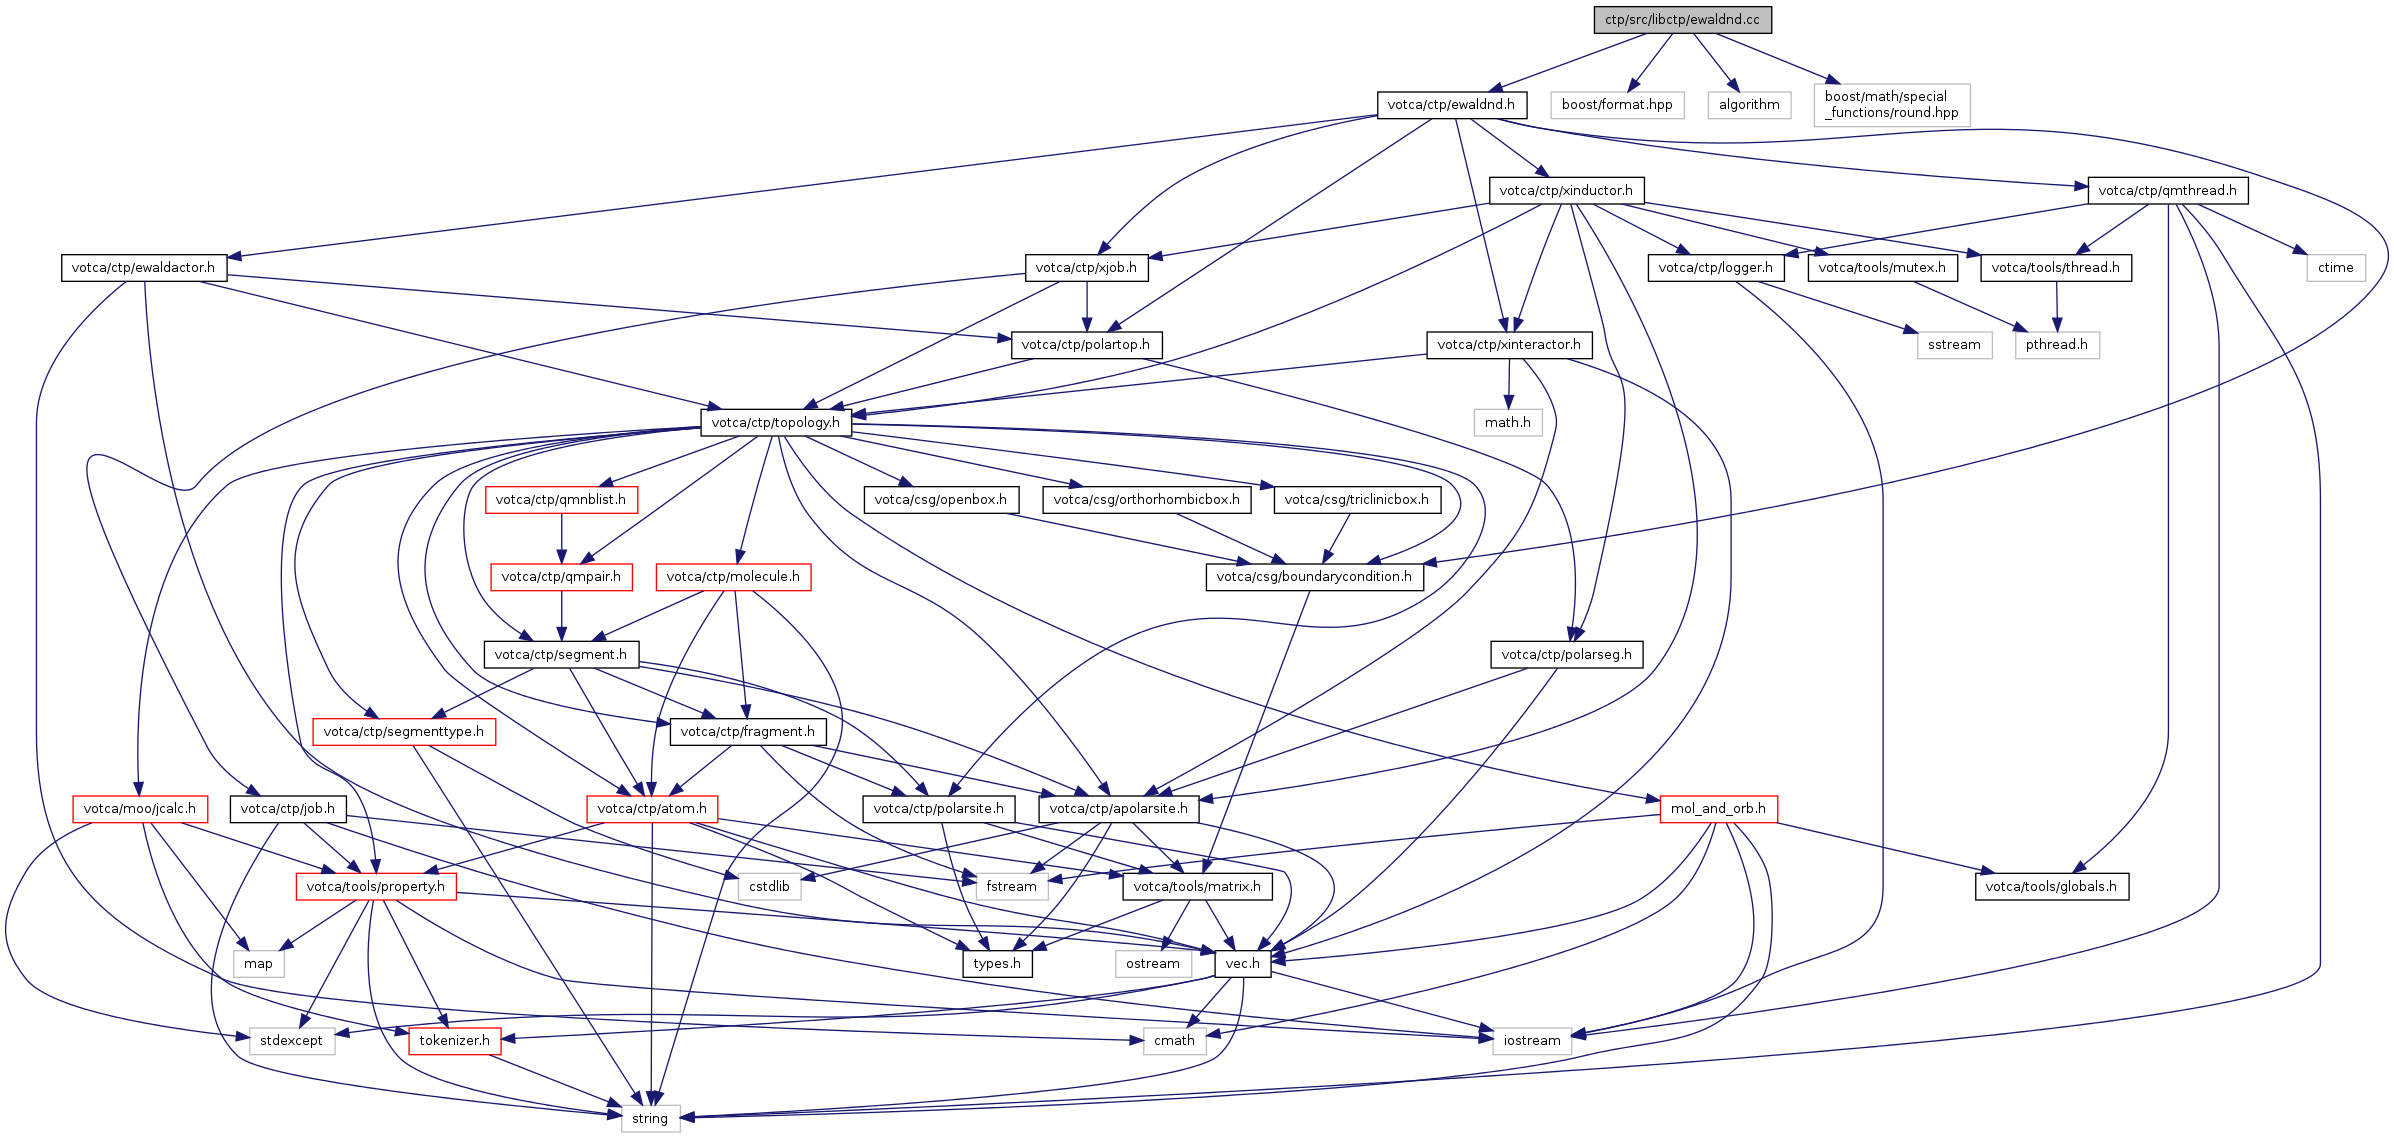 ctp/src/libctp/ewaldnd.cc
votca/ctp/ewaldnd.h
boost/format.hpp
algorithm
boost/math/special
_functions/round.hpp
votca/ctp/xinductor.h
votca/ctp/qmthread.h
votca/ctp/ewaldactor.h
votca/ctp/xjob.h
votca/ctp/logger.h
votca/tools/mutex.h
votca/tools/thread.h
ctime
votca/ctp/polartop.h
votca/ctp/xinteractor.h
sstream
pthread.h
votca/ctp/topology.h
math.h
votca/ctp/qmnblist.h
votca/csg/openbox.h
votca/csg/orthorhombicbox.h
votca/csg/triclinicbox.h
votca/ctp/qmpair.h
votca/ctp/molecule.h
votca/csg/boundarycondition.h
votca/ctp/segment.h
votca/ctp/polarseg.h
votca/ctp/segmenttype.h
votca/ctp/fragment.h
votca/moo/jcalc.h
votca/ctp/job.h
votca/ctp/atom.h
votca/ctp/polarsite.h
votca/ctp/apolarsite.h
mol_and_orb.h
votca/tools/property.h
cstdlib
fstream
votca/tools/matrix.h
votca/tools/globals.h
map
types.h
ostream
vec.h
stdexcept
tokenizer.h
cmath
iostream
string